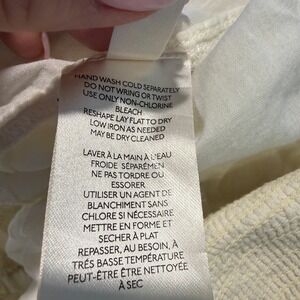 HAND WASH COLD SEPARATELY
DO NOT WRING OR TWIST
USE ONLY NON-CHLORINE
BLEACH
RESHAPE LAY FLAT TO DRY
LOW IRON AS NEEDED
MAY BE DRY CLEANED
LAVER À LA MAIN À L'EAU
FROIDE SÉPARÉMEN
NE PAS TORDRE OU
ESSORER
UTILISER UN AGENT DE
BLANCHIMENT SANS
CHLORE SI NÉCESSAIRE
METTRE EN FORME ET
SÉCHER À PLAT
REPASSER, AU BESOIN, À
TRÉS BASSE TEMPÉRATURE
PEUT-ÊTRE ÊTRE NETTOYÉE
À SEC